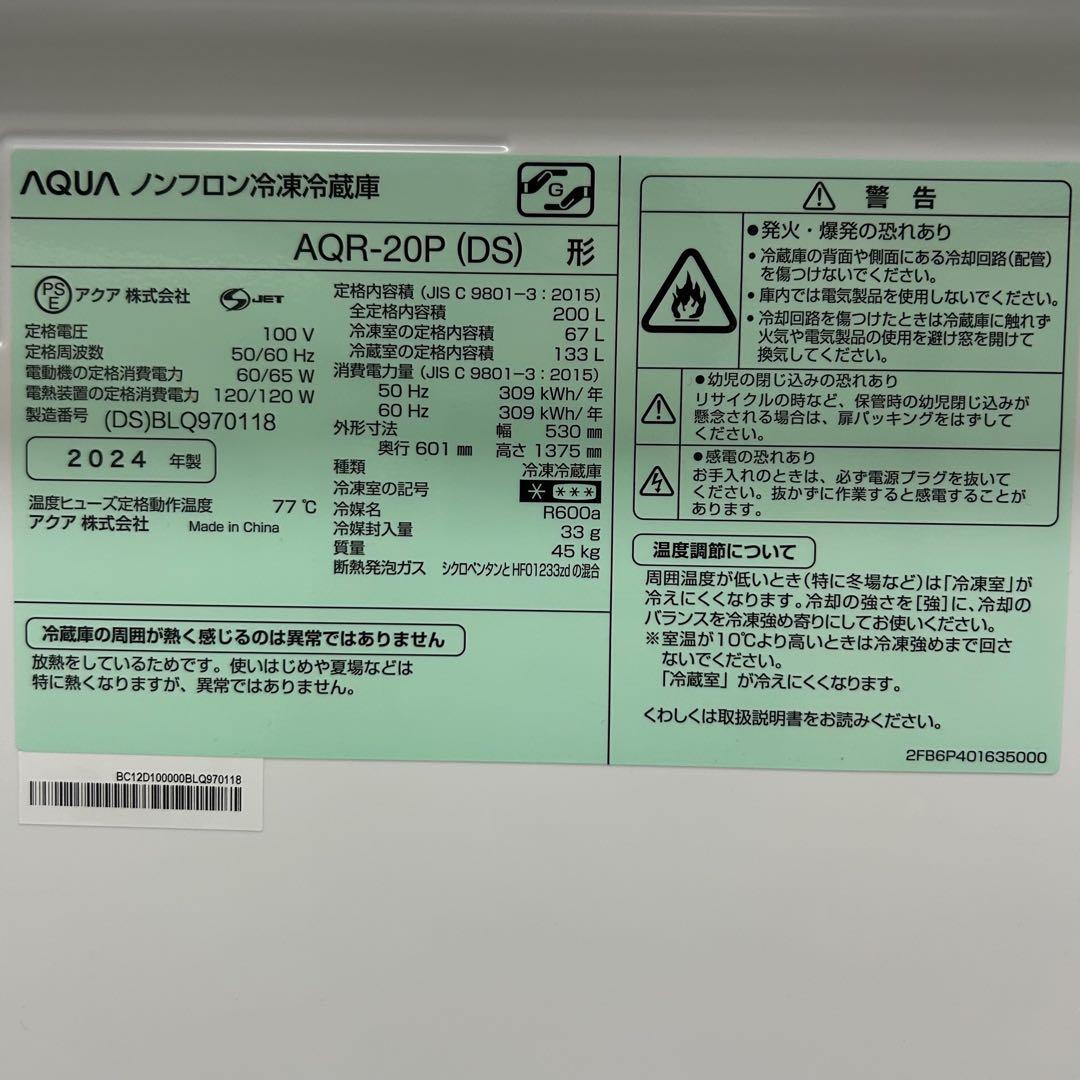 AQUA ノンフロン冷凍冷蔵庫
G
AQR-20P (DS) 形
PS E アクア 株式会社 S JET
定格電圧 100 V
定格周波数 50/60 Hz
電動機の定格消費電力 60/65 W
電熱装置の定格消費電力 120/120 W
製造番号 (DS)BLQ970118
2024 年製
温度ヒューズ定格動作温度 77 ℃
アクア 株式会社 Made in China
定格内容積 (JIS C 9801-3 : 2015)
全定格内容積 200 L
冷凍室の定格内容積 67 L
冷蔵室の定格内容積 133 L
消費電力量 (JIS C 9801-3 : 2015)
50 Hz 309 kWh/ 年
60 Hz 309 kWh/ 年
外形寸法 幅 530 ㎜
奥行 601 ㎜ 高さ 1375 ㎜
種類 冷凍冷蔵庫
冷凍室の記号 * ***
冷媒名 R600a
冷媒封入量 33 g
質量 45 kg
断熱発泡ガス シクロペンタンとHFO1233zdの混合
冷蔵庫の周囲が熱く感じるのは異常ではありません
放熱をしているためです。使いはじめや夏場などは
特に熱くなりますが、異常ではありません。
BC12D100000BLQ970118
警 告
●発火・爆発の恐れあり
・冷蔵庫の背面や側面にある冷却回路(配管)
を傷つけないでください。
・庫内では電気製品を使用しないでください。
・冷却回路を傷つけたときは冷蔵庫に触れず
火気や電気製品の使用を避け窓を開けて
換気してください。
●幼児の閉じ込みの恐れあり
リサイクルの時など、保管時の幼児閉じ込みが
懸念される場合は、扉パッキングをはずして
ください。
●感電の恐れあり
お手入れのときは、必ず電源プラグを抜いて
ください。抜かずに作業すると感電することが
あります。
温度調節について
周囲温度が低いとき(特に冬場など)は「冷凍室」が
冷えにくくなります。冷却の強さを[強]に、冷却の
バランスを冷凍強め寄りにしてお使いください。
※室温が10℃より高いときは冷凍強めまで回さ
ないでください。
「冷蔵室」が冷えにくくなります。
くわしくは取扱説明書をお読みください。
2FB6P401635000